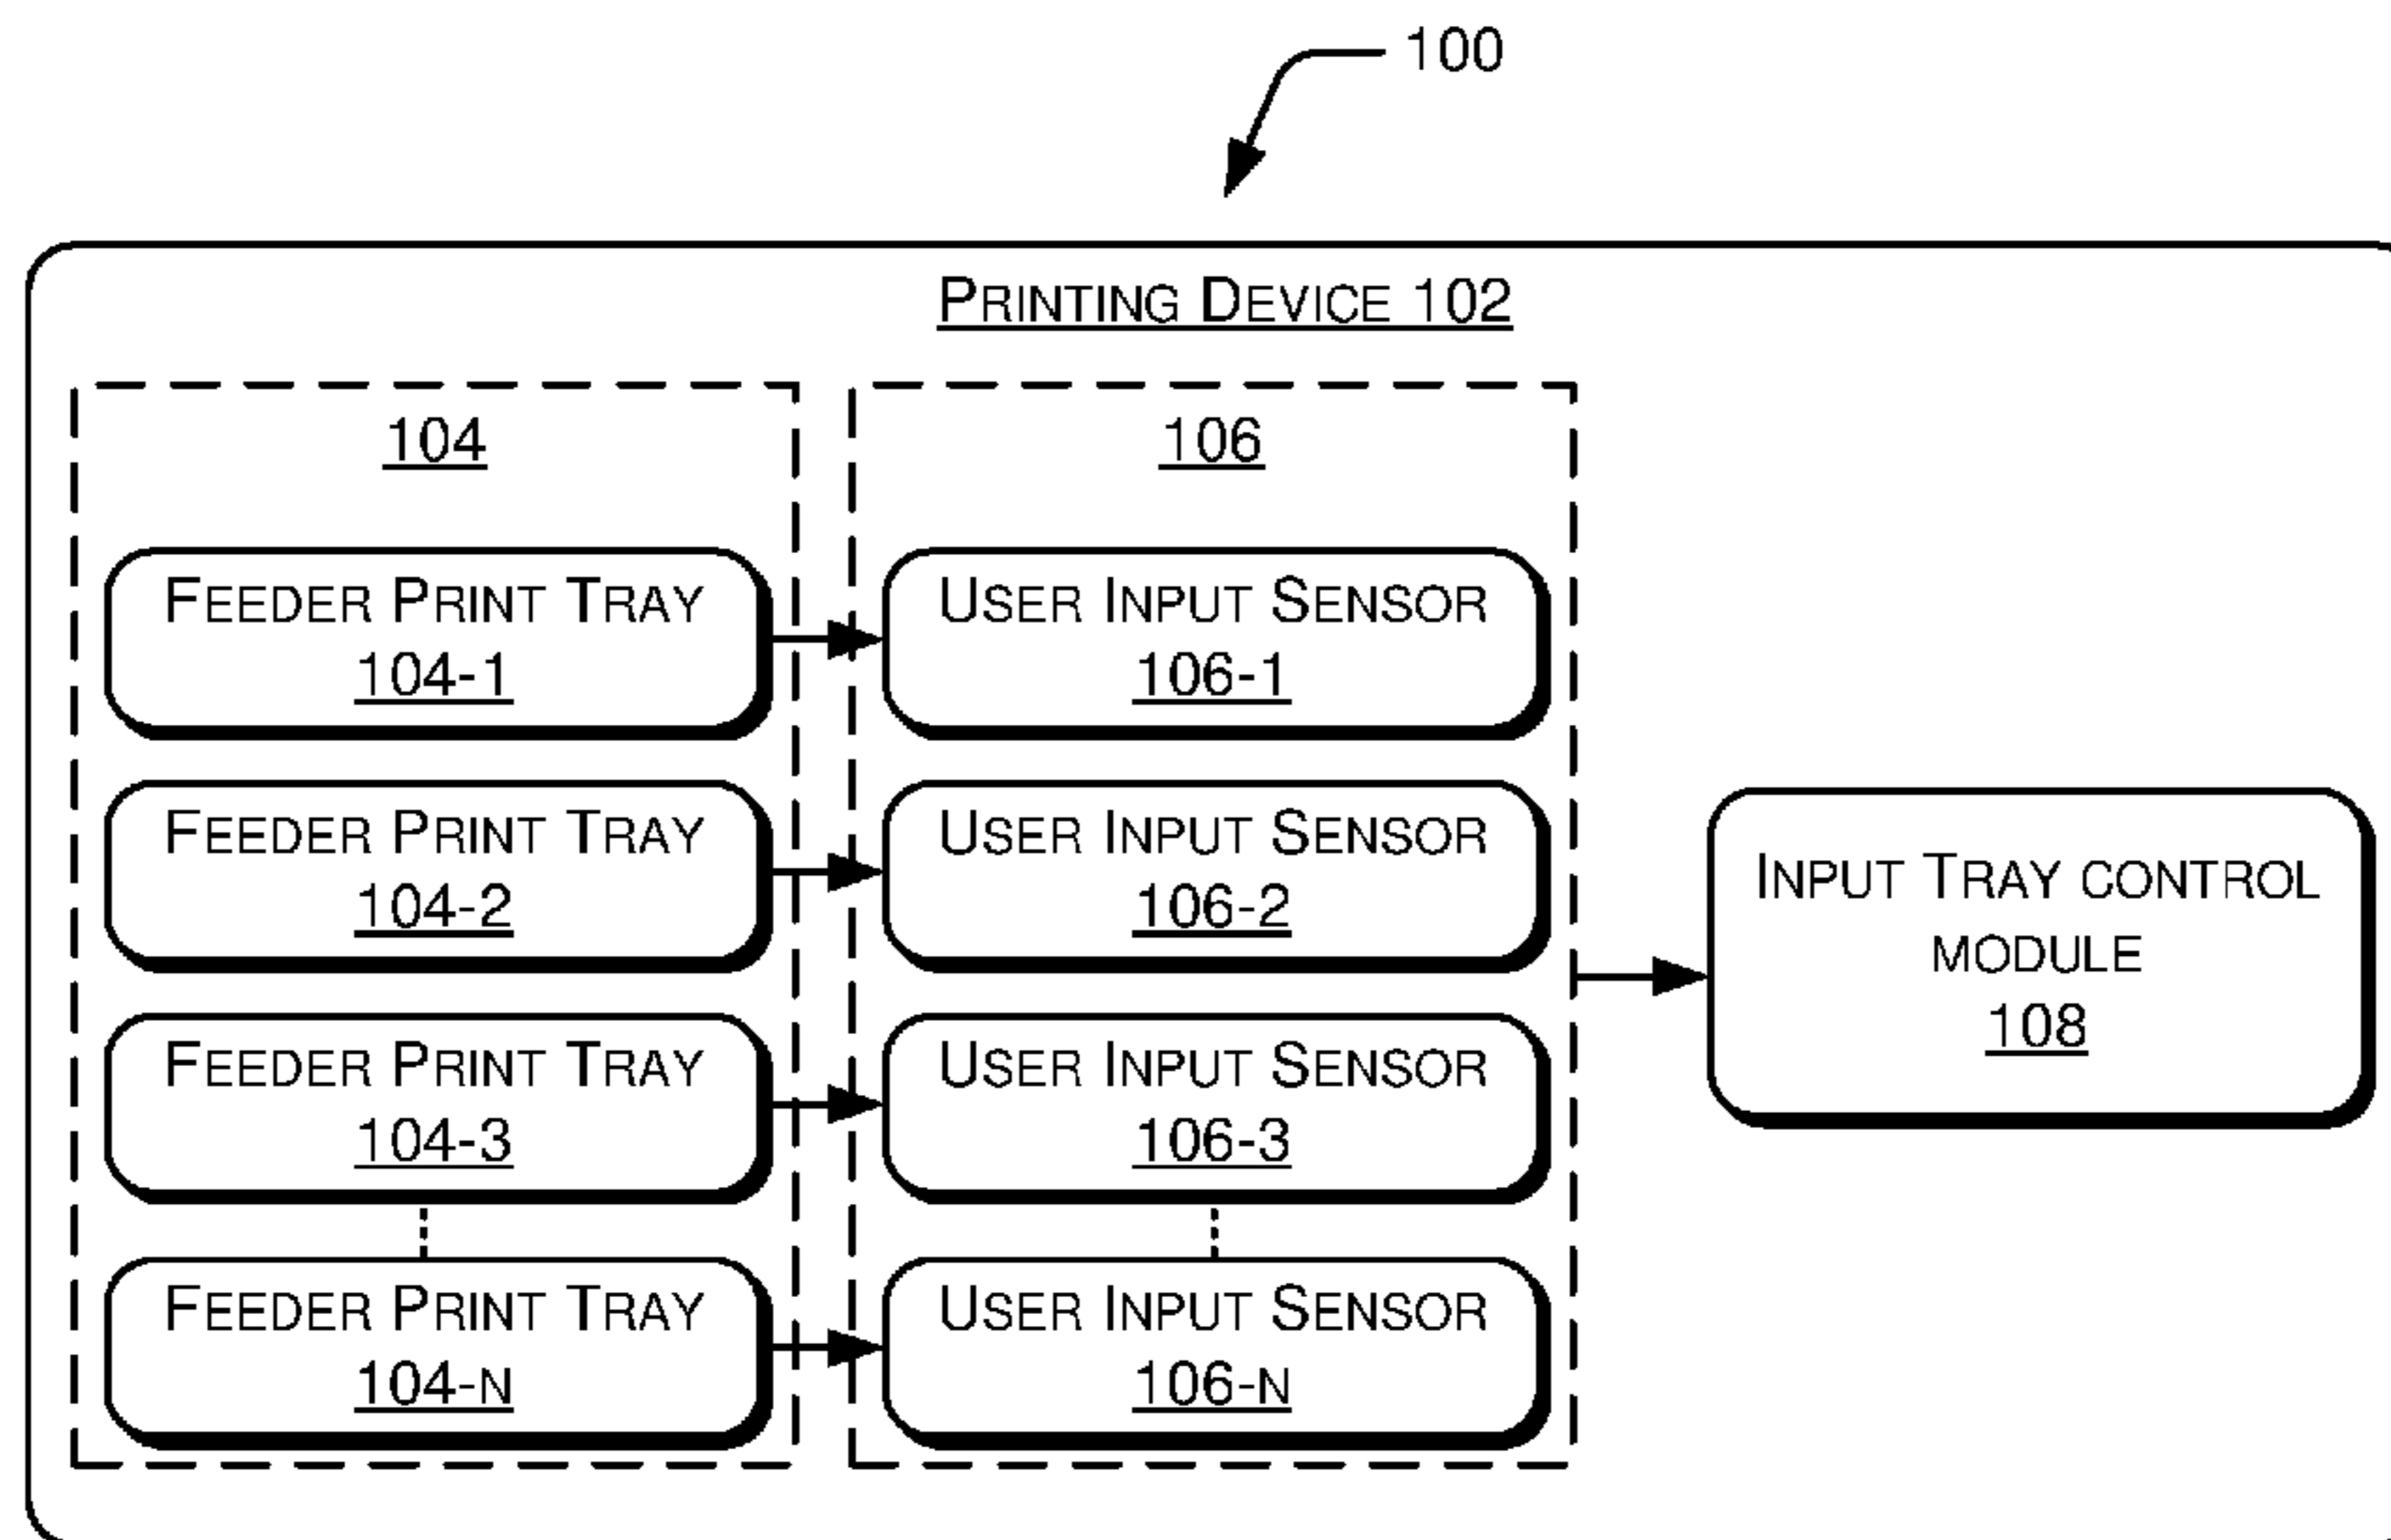 100
PRINTING DEVICE 102
104
106
FEEDER PRINT TRAY
104-1
USER INPUT SENSOR
106-1
FEEDER PRINT TRAY
104-2
USER INPUT SENSOR
106-2
FEEDER PRINT TRAY
104-3
USER INPUT SENSOR
106-3
FEEDER PRINT TRAY
104-N
USER INPUT SENSOR
106-N
INPUT TRAY CONTROL
MODULE
108